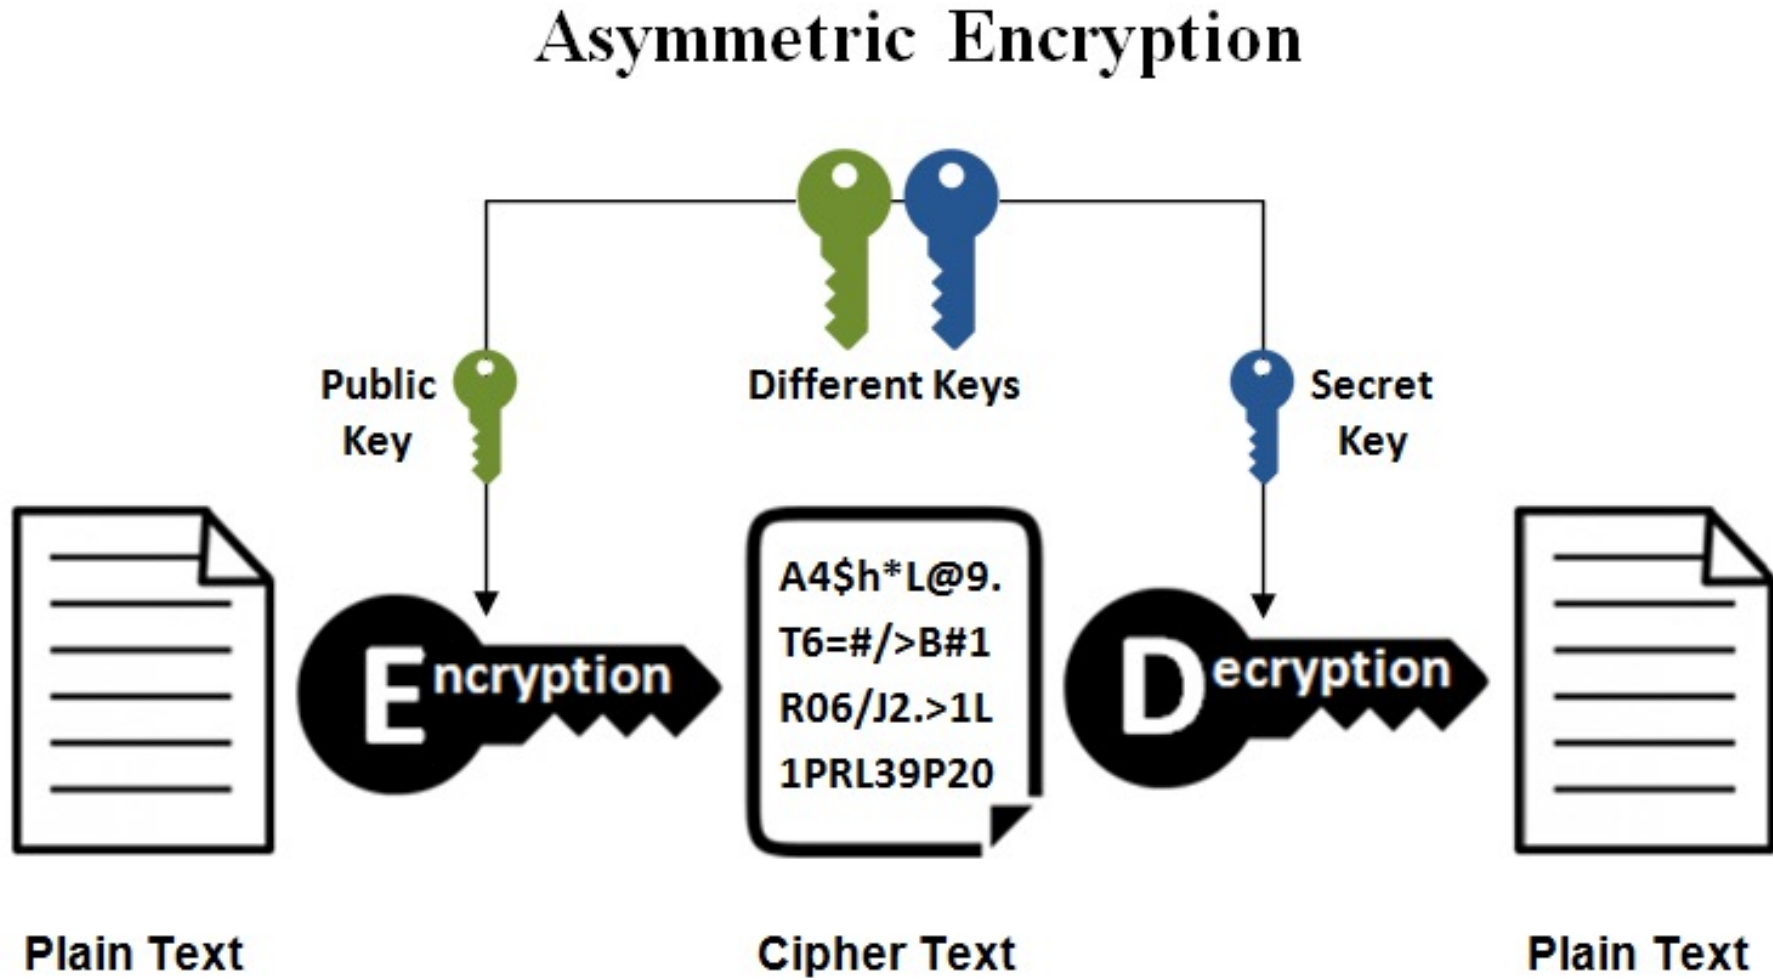 Asymmetric Encryption
Public
Key
Different Keys
Secret
Key
Encryption
A4$h*L@9.
T6=#/>B#1
R06/J2.>1L
1PRL39P20
Decryption
Plain Text
Cipher Text
Plain Text